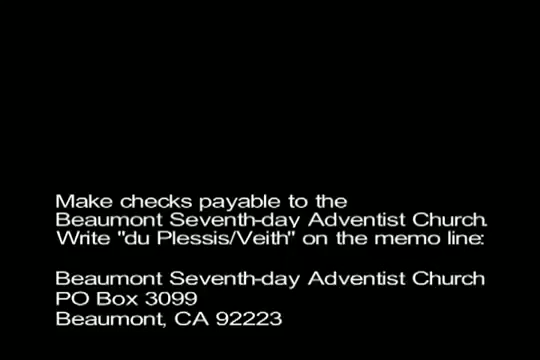 Make checks payable to the
Beaumont Seventh-day Adventist Church.
Write "du Plessis/Veith" on the memo line:
Beaumont Seventh-day Adventist Church
PO Box 3099
Beaumont, CA 92223